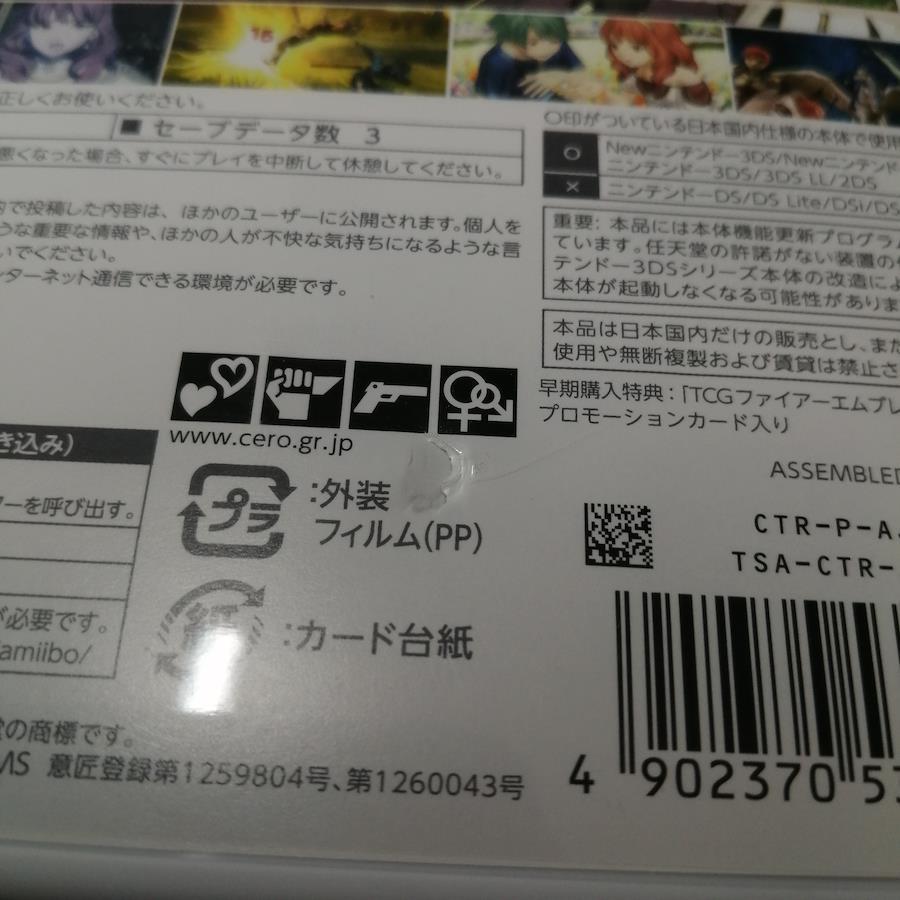 16
正しくお使いください。
■ セーブデータ数 3
悪くなった場合、すぐにプレイを中断して休憩してください。
内で投稿した内容は、ほかのユーザーに公開されます。個人を
うな重要な情報や、ほかの人が不快な気持ちになるような言
いでください。
ンターネット通信できる環境が必要です。
〇印がついている日本国内仕様の本体で使用
○ Newニンテンドー3DS/Newニンテンド
ニンテンドー3DS/3DS LL/2DS
× ニンテンドーDS/DS Lite/DSi/DS
重要: 本品には本体機能更新プログラム
ています。任天堂の許諾がない装置の
テンドー3DSシリーズ本体の改造によ
本体が起動しなくなる可能性がありま
本品は日本国内だけの販売とし、また
使用や無断複製および賃貸は禁止さ
早期購入特典:「TCGファイアーエムブレ
プロモーションカード入り
www.cero.gr.jp
き込み)
ターを呼び出す。
が必要です。
amiibo/
プラ :外装
フィルム(PP)
紙 :カード台紙
ASSEMBLED
CTR-P-A
TSA-CTR-
堂の商標です。
MS 意匠登録第1259804号、第1260043号
4 902370 53